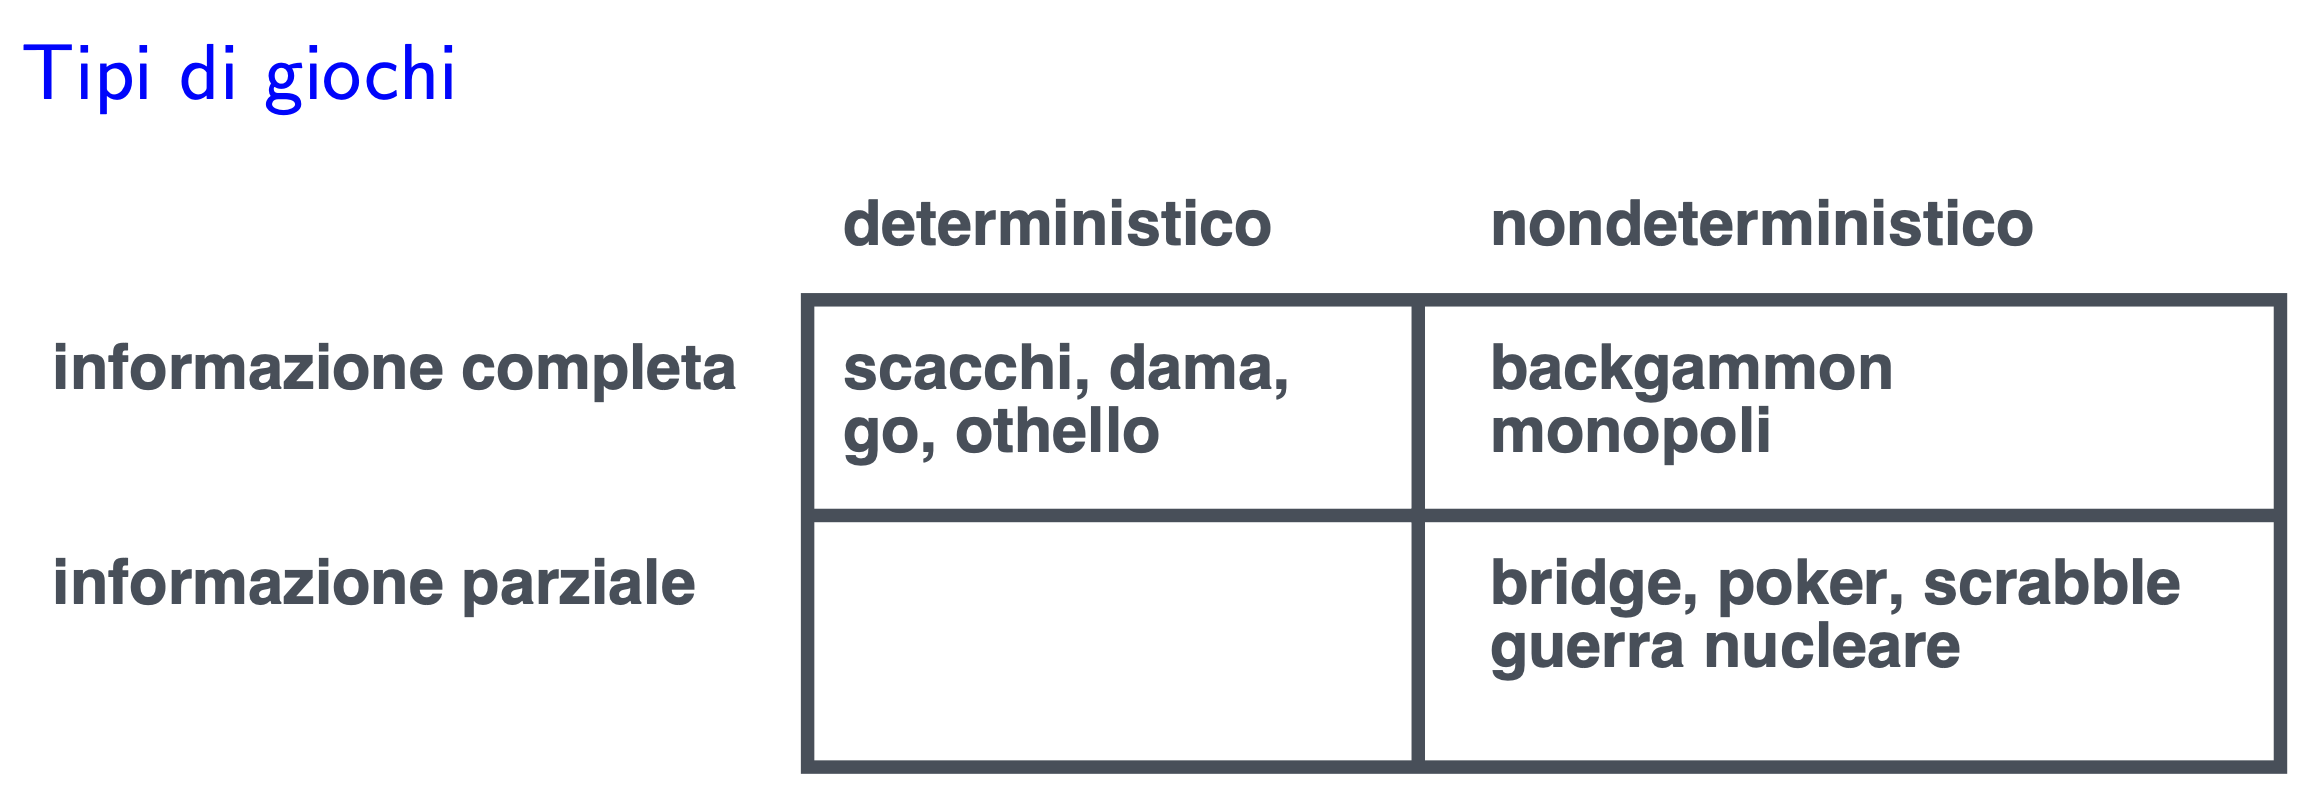 Tipi di giochi
deterministico nondeterministico
informazione completa scacchi, dama, backgammon
go, othello monopoli
informazione parziale bridge, poker, scrabble
guerra nucleare